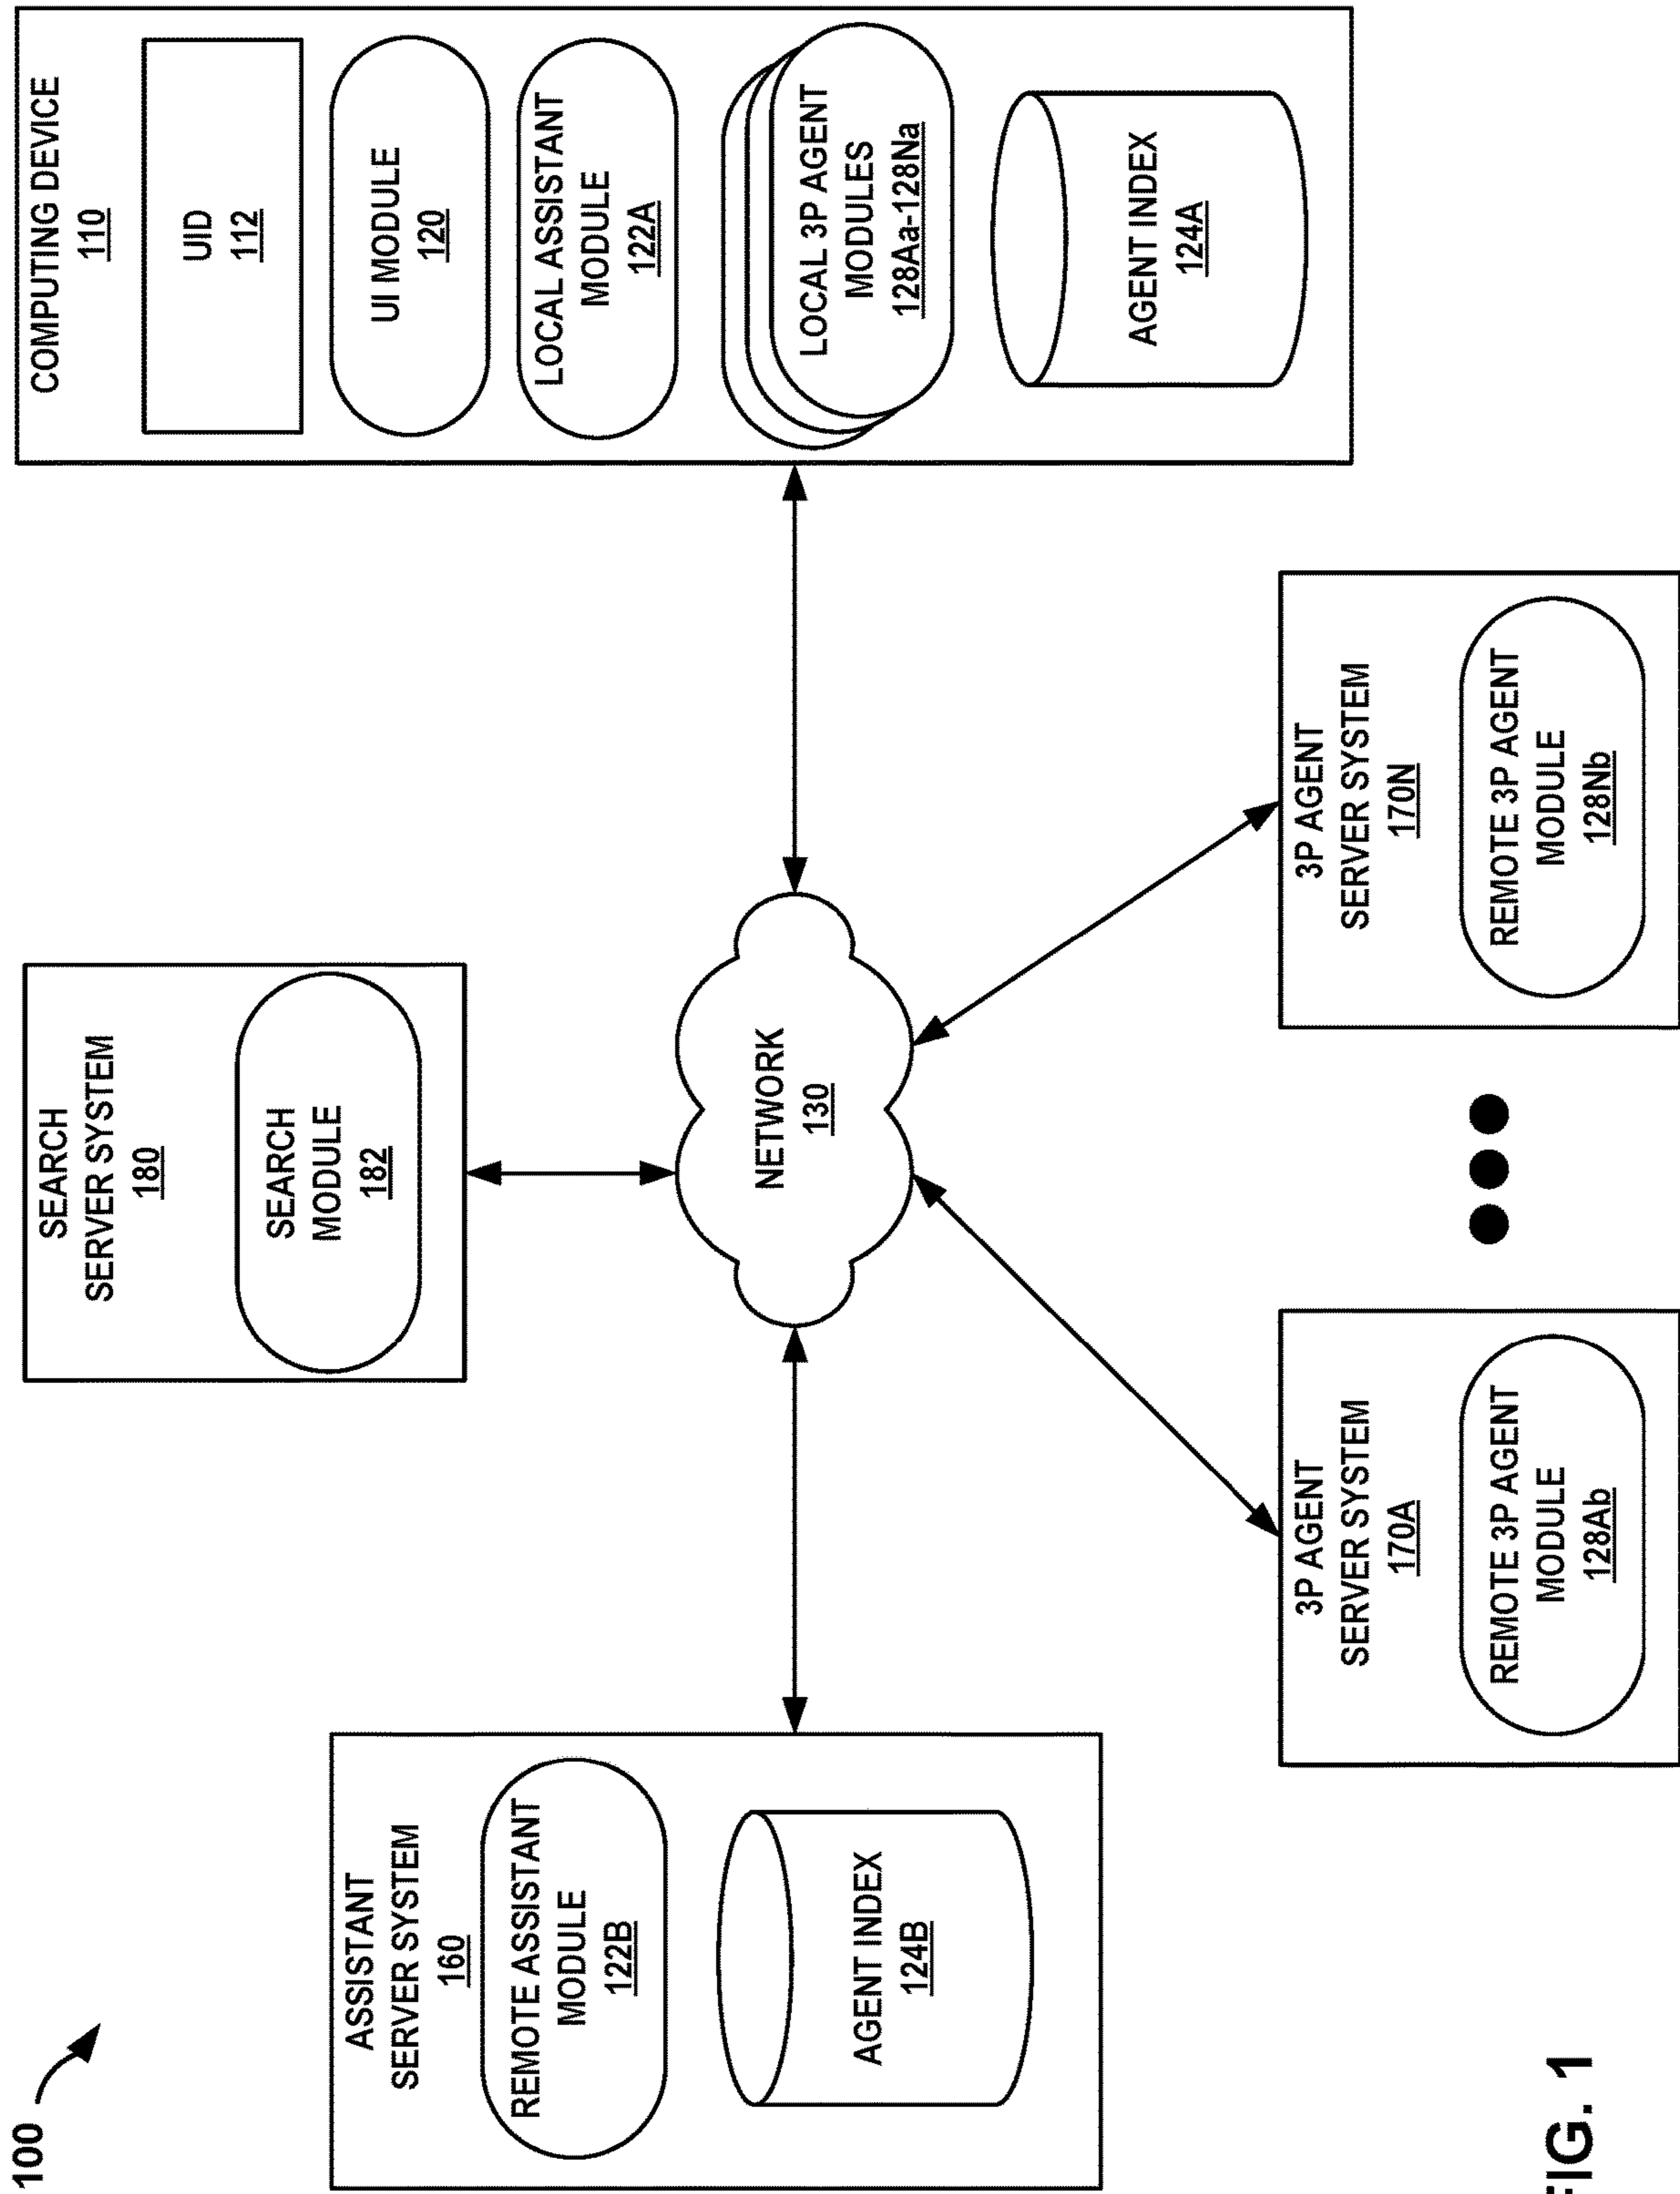 100
SEARCH
SERVER SYSTEM
180
SEARCH
MODULE
182
COMPUTING DEVICE
110
UID
112
UI MODULE
120
LOCAL ASSISTANT
MODULE
122A
LOCAL 3P AGENT
MODULES
128Aa-128Na
AGENT INDEX
124A
ASSISTANT
SERVER SYSTEM
160
REMOTE ASSISTANT
MODULE
122B
AGENT INDEX
124B
NETWORK
130
3P AGENT
SERVER SYSTEM
170A
REMOTE 3P AGENT
MODULE
128Ab
3P AGENT
SERVER SYSTEM
170N
REMOTE 3P AGENT
MODULE
128Nb
FIG. 1